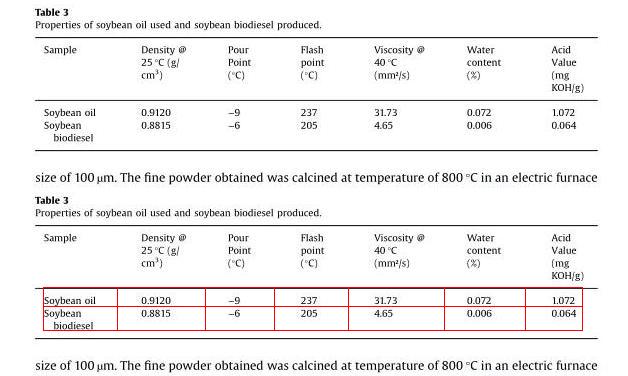 Table 3
Properties of soybean oil used and soybean biodiesel produced.
Sample Density @ 25 °C (g/cm³) Pour Point (°C) Flash point (°C) Viscosity @ 40 °C (mm²/s) Water content (%) Acid Value (mg KOH/g)
Soybean oil 0.9120 −9 237 31.73 0.072 1.072
Soybean biodiesel 0.8815 −6 205 4.65 0.006 0.064
size of 100 μm. The fine powder obtained was calcined at temperature of 800 °C in an electric furnace
Table 3
Properties of soybean oil used and soybean biodiesel produced.
Sample Density @ 25 °C (g/cm³) Pour Point (°C) Flash point (°C) Viscosity @ 40 °C (mm²/s) Water content (%) Acid Value (mg KOH/g)
Soybean oil 0.9120 −9 237 31.73 0.072 1.072
Soybean biodiesel 0.8815 −6 205 4.65 0.006 0.064
size of 100 μm. The fine powder obtained was calcined at temperature of 800 °C in an electric furnace